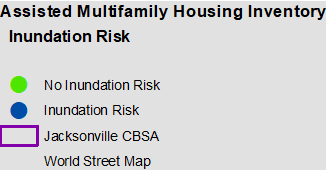 Assisted Multifamily Housing Inventory
Inundation Risk
No Inundation Risk
Inundation Risk
Jacksonville CBSA
World Street Map